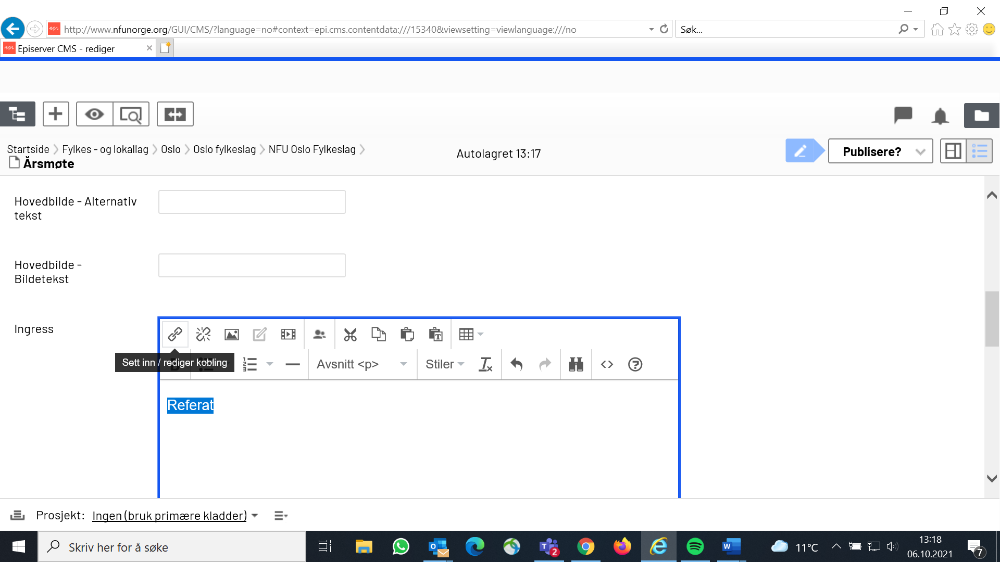 http://www.nfunorge.org/GUI/CMS/?language=no#context=epi.cms.contentdata:///15340&viewsetting=viewlanguage:///no
Søk...
epi Episerver CMS - rediger
Startside Fylkes - og lokallag Oslo Oslo fylkeslag NFU Oslo Fylkeslag
Årsmøte
Autolagret 13:17
Publisere?
Hovedbilde - Alternativ
tekst
Hovedbilde -
Bildetekst
Ingress
Sett inn / rediger kobling
Avsnitt <p>
Stiler
Referat
Prosjekt: Ingen (bruk primære kladder)
Skriv her for å søke
2
11°C
13:18
06.10.2021
7